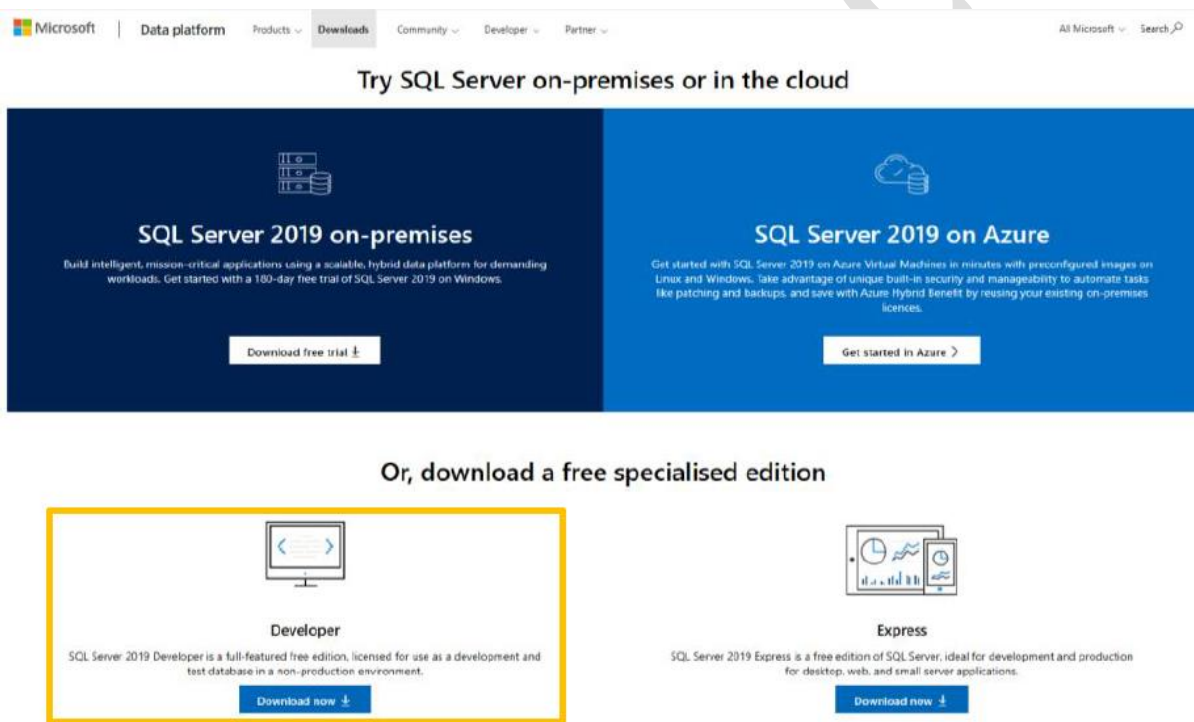 Microsoft
Data platform
Products
Downloads
Community
Developer
Partner
All Microsoft
Search
Try SQL Server on-premises or in the cloud
SQL Server 2019 on-premises
Build intelligent, mission-critical applications using a scalable, hybrid data platform for demanding
workloads. Get started with a 180-day free trial of SQL Server 2019 on Windows.
Download free trial
SQL Server 2019 on Azure
Get started with SQL Server 2019 on Azure Virtual Machines in minutes with preconfigured images on
Linux and Windows. Take advantage of unique built-in security and manageability to automate tasks
like patching and backups, and save with Azure Hybrid Benefit by reusing your existing on-premises
licences.
Get started in Azure
Or, download a free specialised edition
Developer
SQL Server 2019 Developer is a full-featured free edition, licensed for use as a development and
test database in a non-production environment.
Download now
Express
SQL Server 2019 Express is a free edition of SQL Server, ideal for development and production
for desktop, web, and small server applications.
Download now